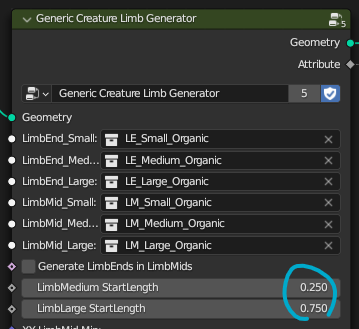 Generic Creature Limb Generator
5
Geometry
Attribute
Generic Creature Limb Generator 5
Geometry
LimbEnd_Small: LE_Small_Organic
LimbEnd_Med... LE_Medium_Organic
LimbEnd_Large: LE_Large_Organic
LimbMid_Small: LM_Small_Organic
LimbMid_Med... LM_Medium_Organic
LimbMid_Large: LM_Large_Organic
Generate LimbEnds in LimbMids
LimbMedium StartLength 0.250
LimbLarge StartLength 0.750